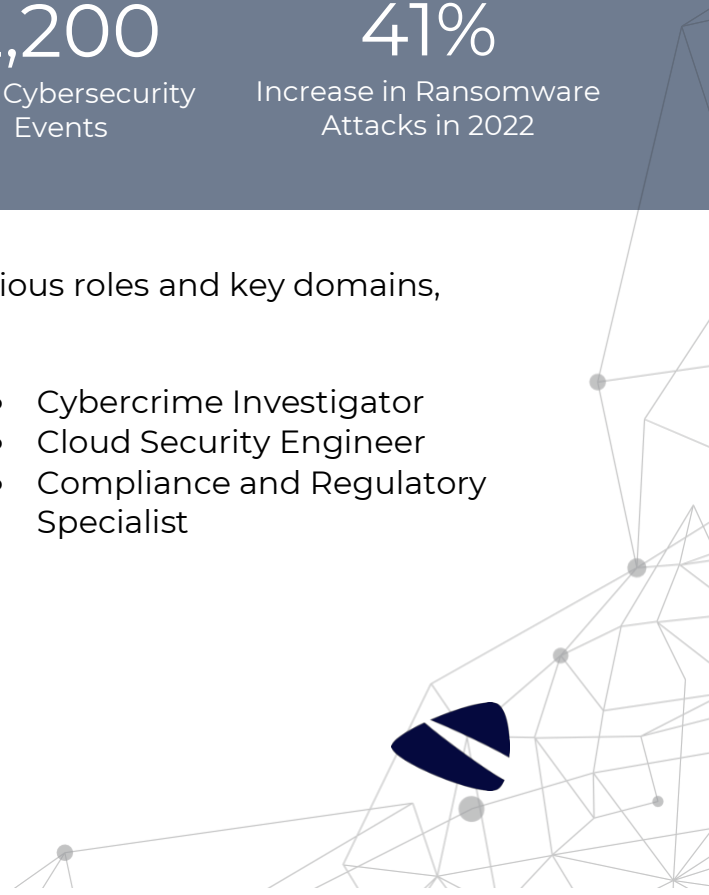 ,200
41%
Cybersecurity
Events
Increase in Ransomware
Attacks in 2022
roles and key domains,
• Cybercrime Investigator
• Cloud Security Engineer
• Compliance and Regulatory
Specialist